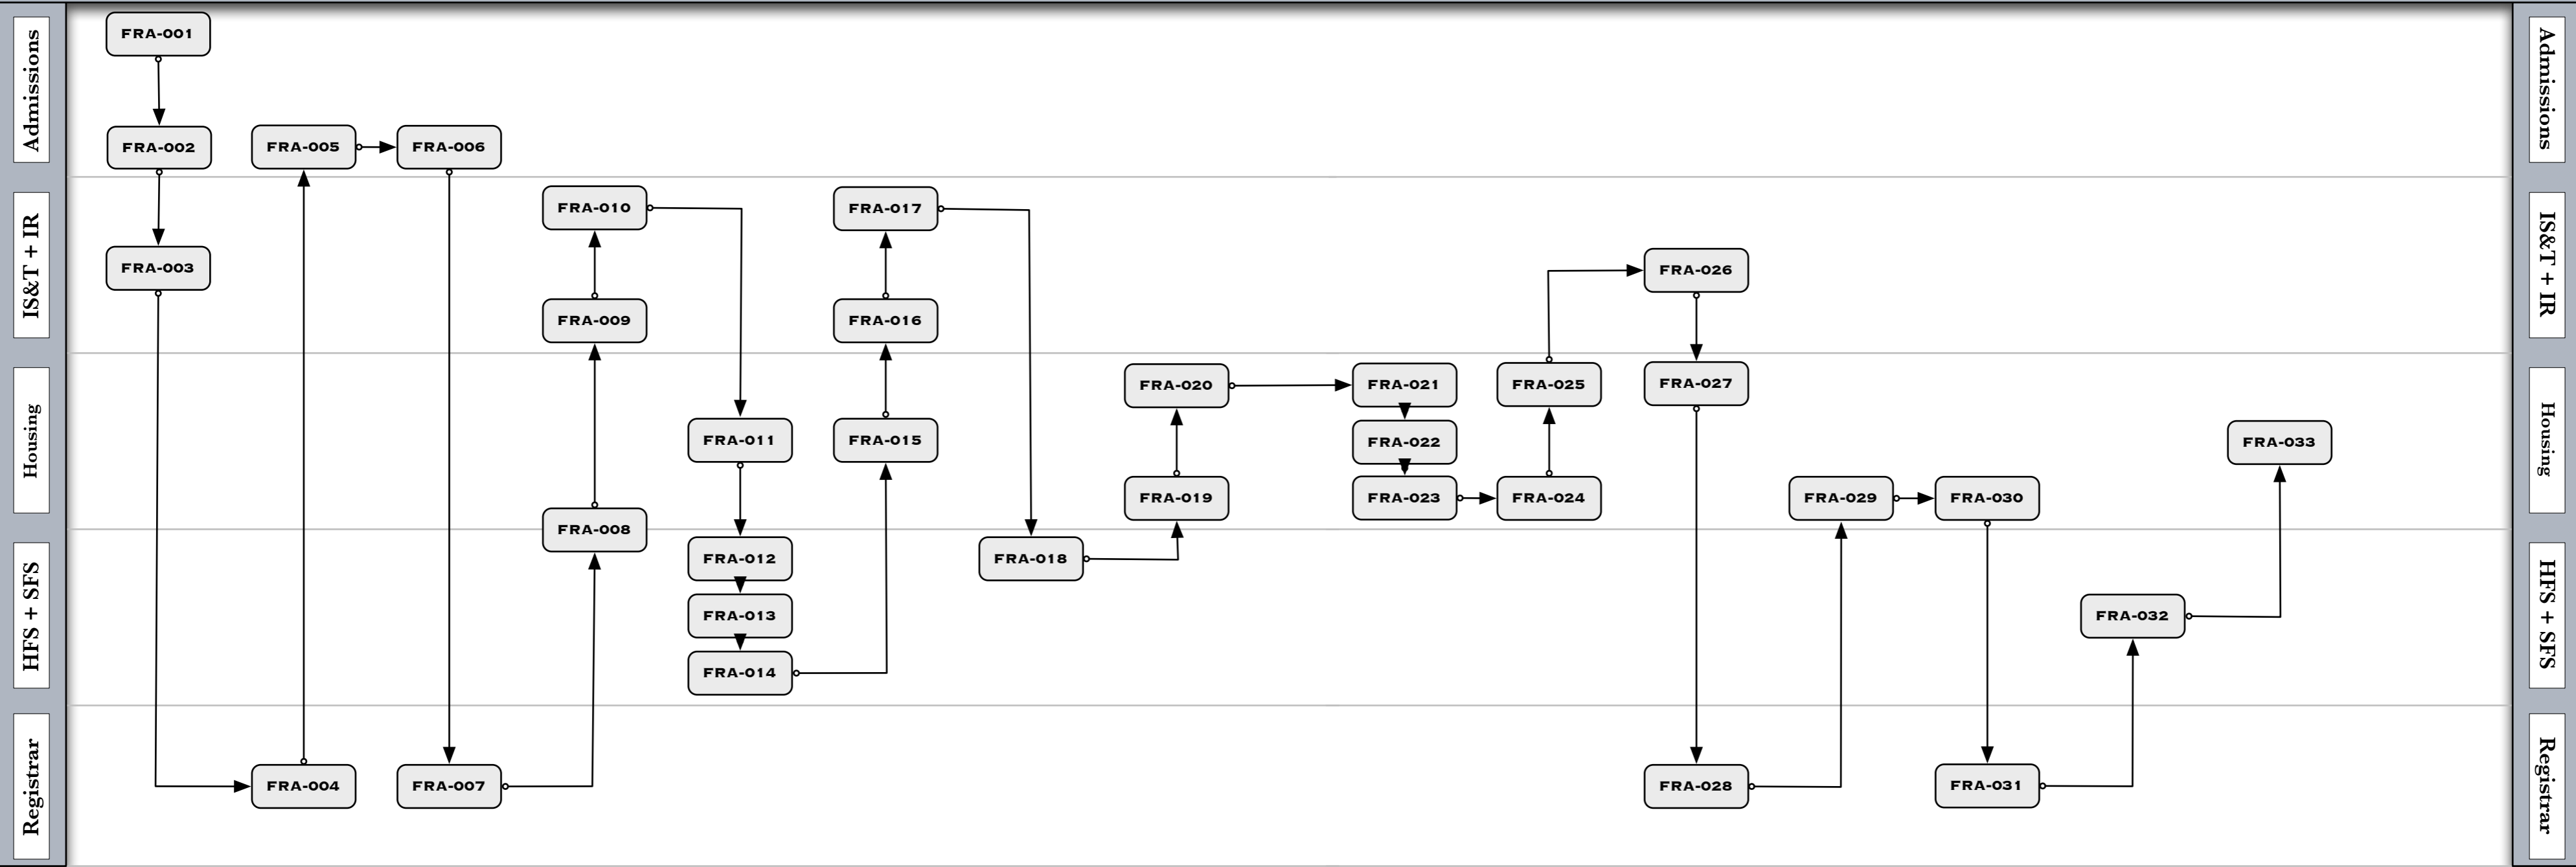 Admissions
FRA-001
FRA-002
FRA-005
FRA-006
Admissions
IS&T + IR
FRA-010
FRA-017
FRA-003
FRA-026
FRA-009
FRA-016
IS&T + IR
Housing
FRA-020
FRA-021
FRA-025
FRA-027
FRA-011
FRA-015
FRA-022
FRA-033
FRA-019
FRA-023
FRA-024
FRA-029
FRA-030
Housing
FRA-008
HFS + SFS
FRA-012
FRA-018
FRA-013
FRA-032
FRA-014
HFS + SFS
Registrar
FRA-004
FRA-007
FRA-028
FRA-031
Registrar